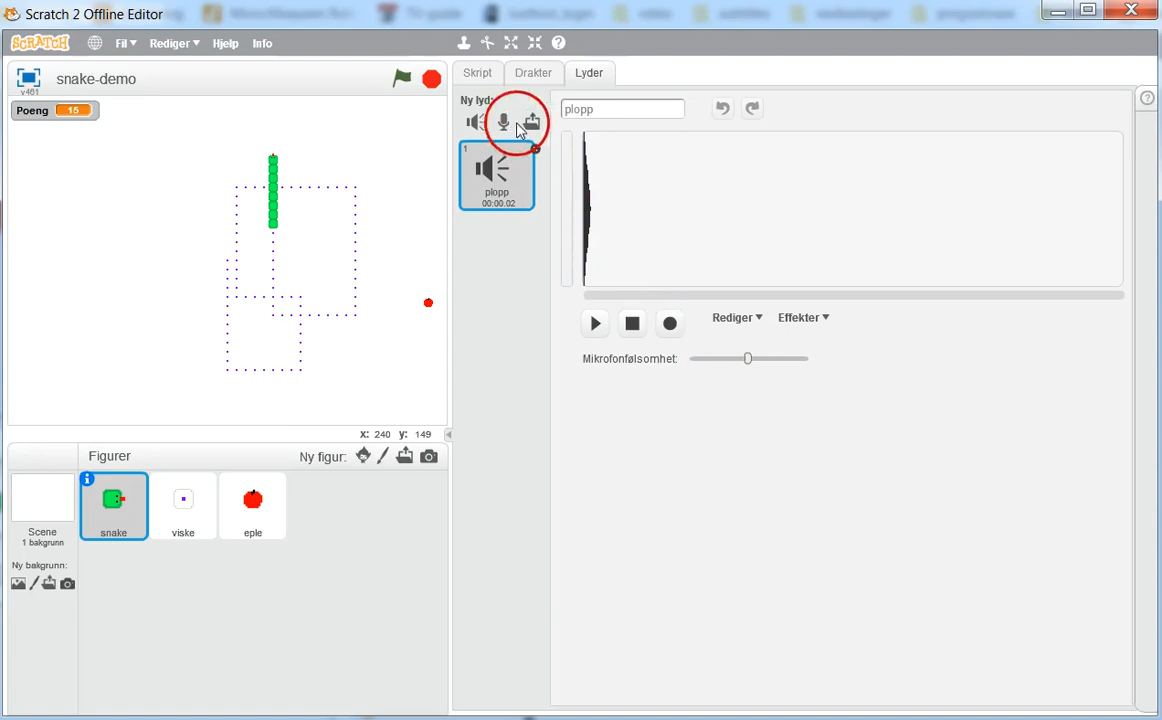 Scratch 2 Offline Editor
SCRATCH Fil Rediger Hjelp Info
v461
snake-demo
Poeng 15
x: 240 y: 149
Skript Drakter Lyder
Ny lyd:
1
plopp
00:00.02
plopp
Rediger Effekter
Mikrofonfølsomhet:
Figurer Ny figur:
Scene
1 bakgrunn
Ny bakgrunn:
snake
viske
eple